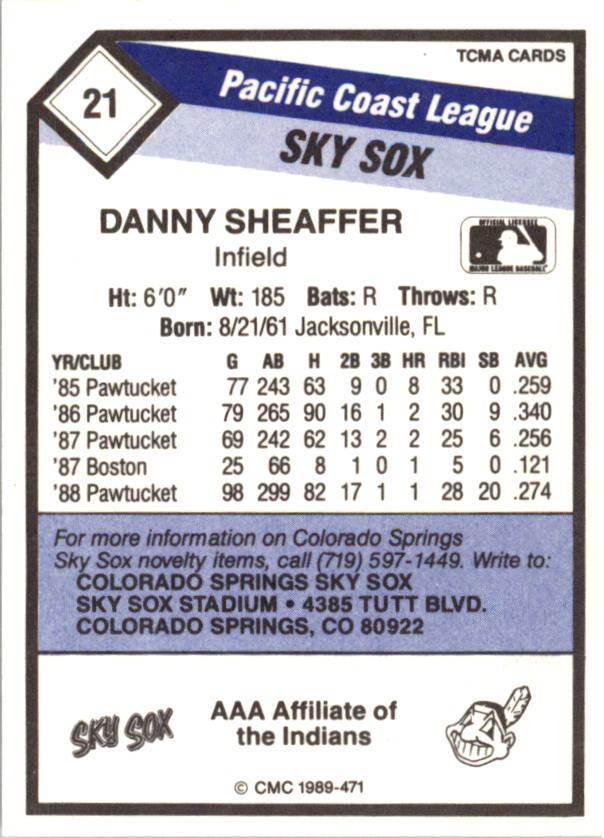 TCMA CARDS
21
Pacific Coast League
SKY SOX
DANNY SHEAFFER
Infield
OFFICIAL LICENSEE
MAJOR LEAGUE BASEBALL
Ht: 6'0" Wt: 185 Bats: R Throws: R
Born: 8/21/61 Jacksonville, FL
YR/CLUB G AB H 2B 3B HR RBI SB AVG
'85 Pawtucket 77 243 63 9 0 8 33 0 .259
'86 Pawtucket 79 265 90 16 1 2 30 9 .340
'87 Pawtucket 69 242 62 13 2 2 25 6 .256
'87 Boston 25 66 8 1 0 1 5 0 .121
'88 Pawtucket 98 299 82 17 1 1 28 20 .274
For more information on Colorado Springs
Sky Sox novelty items, call (719) 597-1449. Write to:
COLORADO SPRINGS SKY SOX
SKY SOX STADIUM • 4385 TUTT BLVD.
COLORADO SPRINGS, CO 80922
SKY SOX
AAA Affiliate of
the Indians
© CMC 1989-471